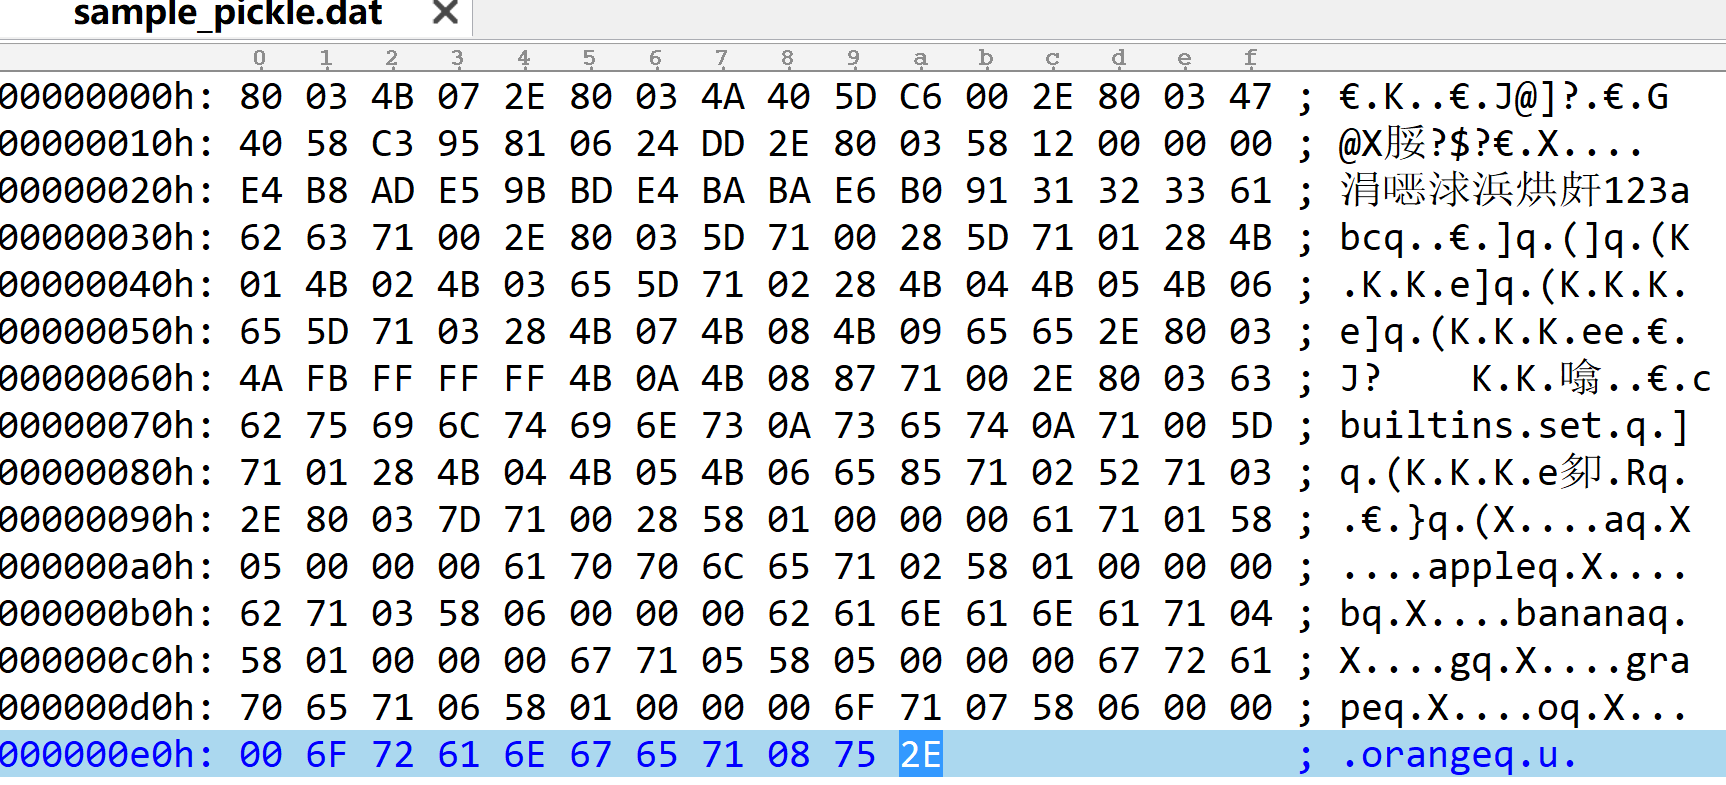 sample_pickle.dat
0 1 2 3 4 5 6 7 8 9 a b c d e f
00000000h: 80 03 4B 07 2E 80 03 4A 40 5D C6 00 2E 80 03 47 ; €.K..€.J@]?.€.G
00000010h: 40 58 C3 95 81 06 24 DD 2E 80 03 58 12 00 00 00 ; @X脮?$?€.X....
00000020h: E4 B8 AD E5 9B BD E4 BA BA E6 B0 91 31 32 33 61 ; 涓浗浜烘皯123a
00000030h: 62 63 71 00 2E 80 03 5D 71 00 28 5D 71 01 28 4B ; bcq..€.]q.(]q.(K
00000040h: 01 4B 02 4B 03 65 5D 71 02 28 4B 04 4B 05 4B 06 ; .K.K.e]q.(K.K.K.
00000050h: 65 5D 71 03 28 4B 07 4B 08 4B 09 65 65 2E 80 03 ; e]q.(K.K.K.ee.€.
00000060h: 4A FB FF FF FF 4B 0A 4B 08 87 71 00 2E 80 03 63 ; J?    K.K.噏..€.c
00000070h: 62 75 69 6C 74 69 6E 73 0A 73 65 74 0A 71 00 5D ; builtins.set.q.]
00000080h: 71 01 28 4B 04 4B 05 4B 06 65 85 71 02 52 71 03 ; q.(K.K.K.e卶.Rq.
00000090h: 2E 80 03 7D 71 00 28 58 01 00 00 00 61 71 01 58 ; .€.}q.(X....aq.X
000000a0h: 05 00 00 00 61 70 70 6C 65 71 02 58 01 00 00 00 ; ....appleq.X....
000000b0h: 62 71 03 58 06 00 00 00 62 61 6E 61 6E 61 71 04 ; bq.X....bananaq.
000000c0h: 58 01 00 00 00 67 71 05 58 05 00 00 00 67 72 61 ; X....gq.X....gra
000000d0h: 70 65 71 06 58 01 00 00 00 6F 71 07 58 06 00 00 ; peq.X....oq.X...
000000e0h: 00 6F 72 61 6E 67 65 71 08 75 2E ; .orangeq.u.